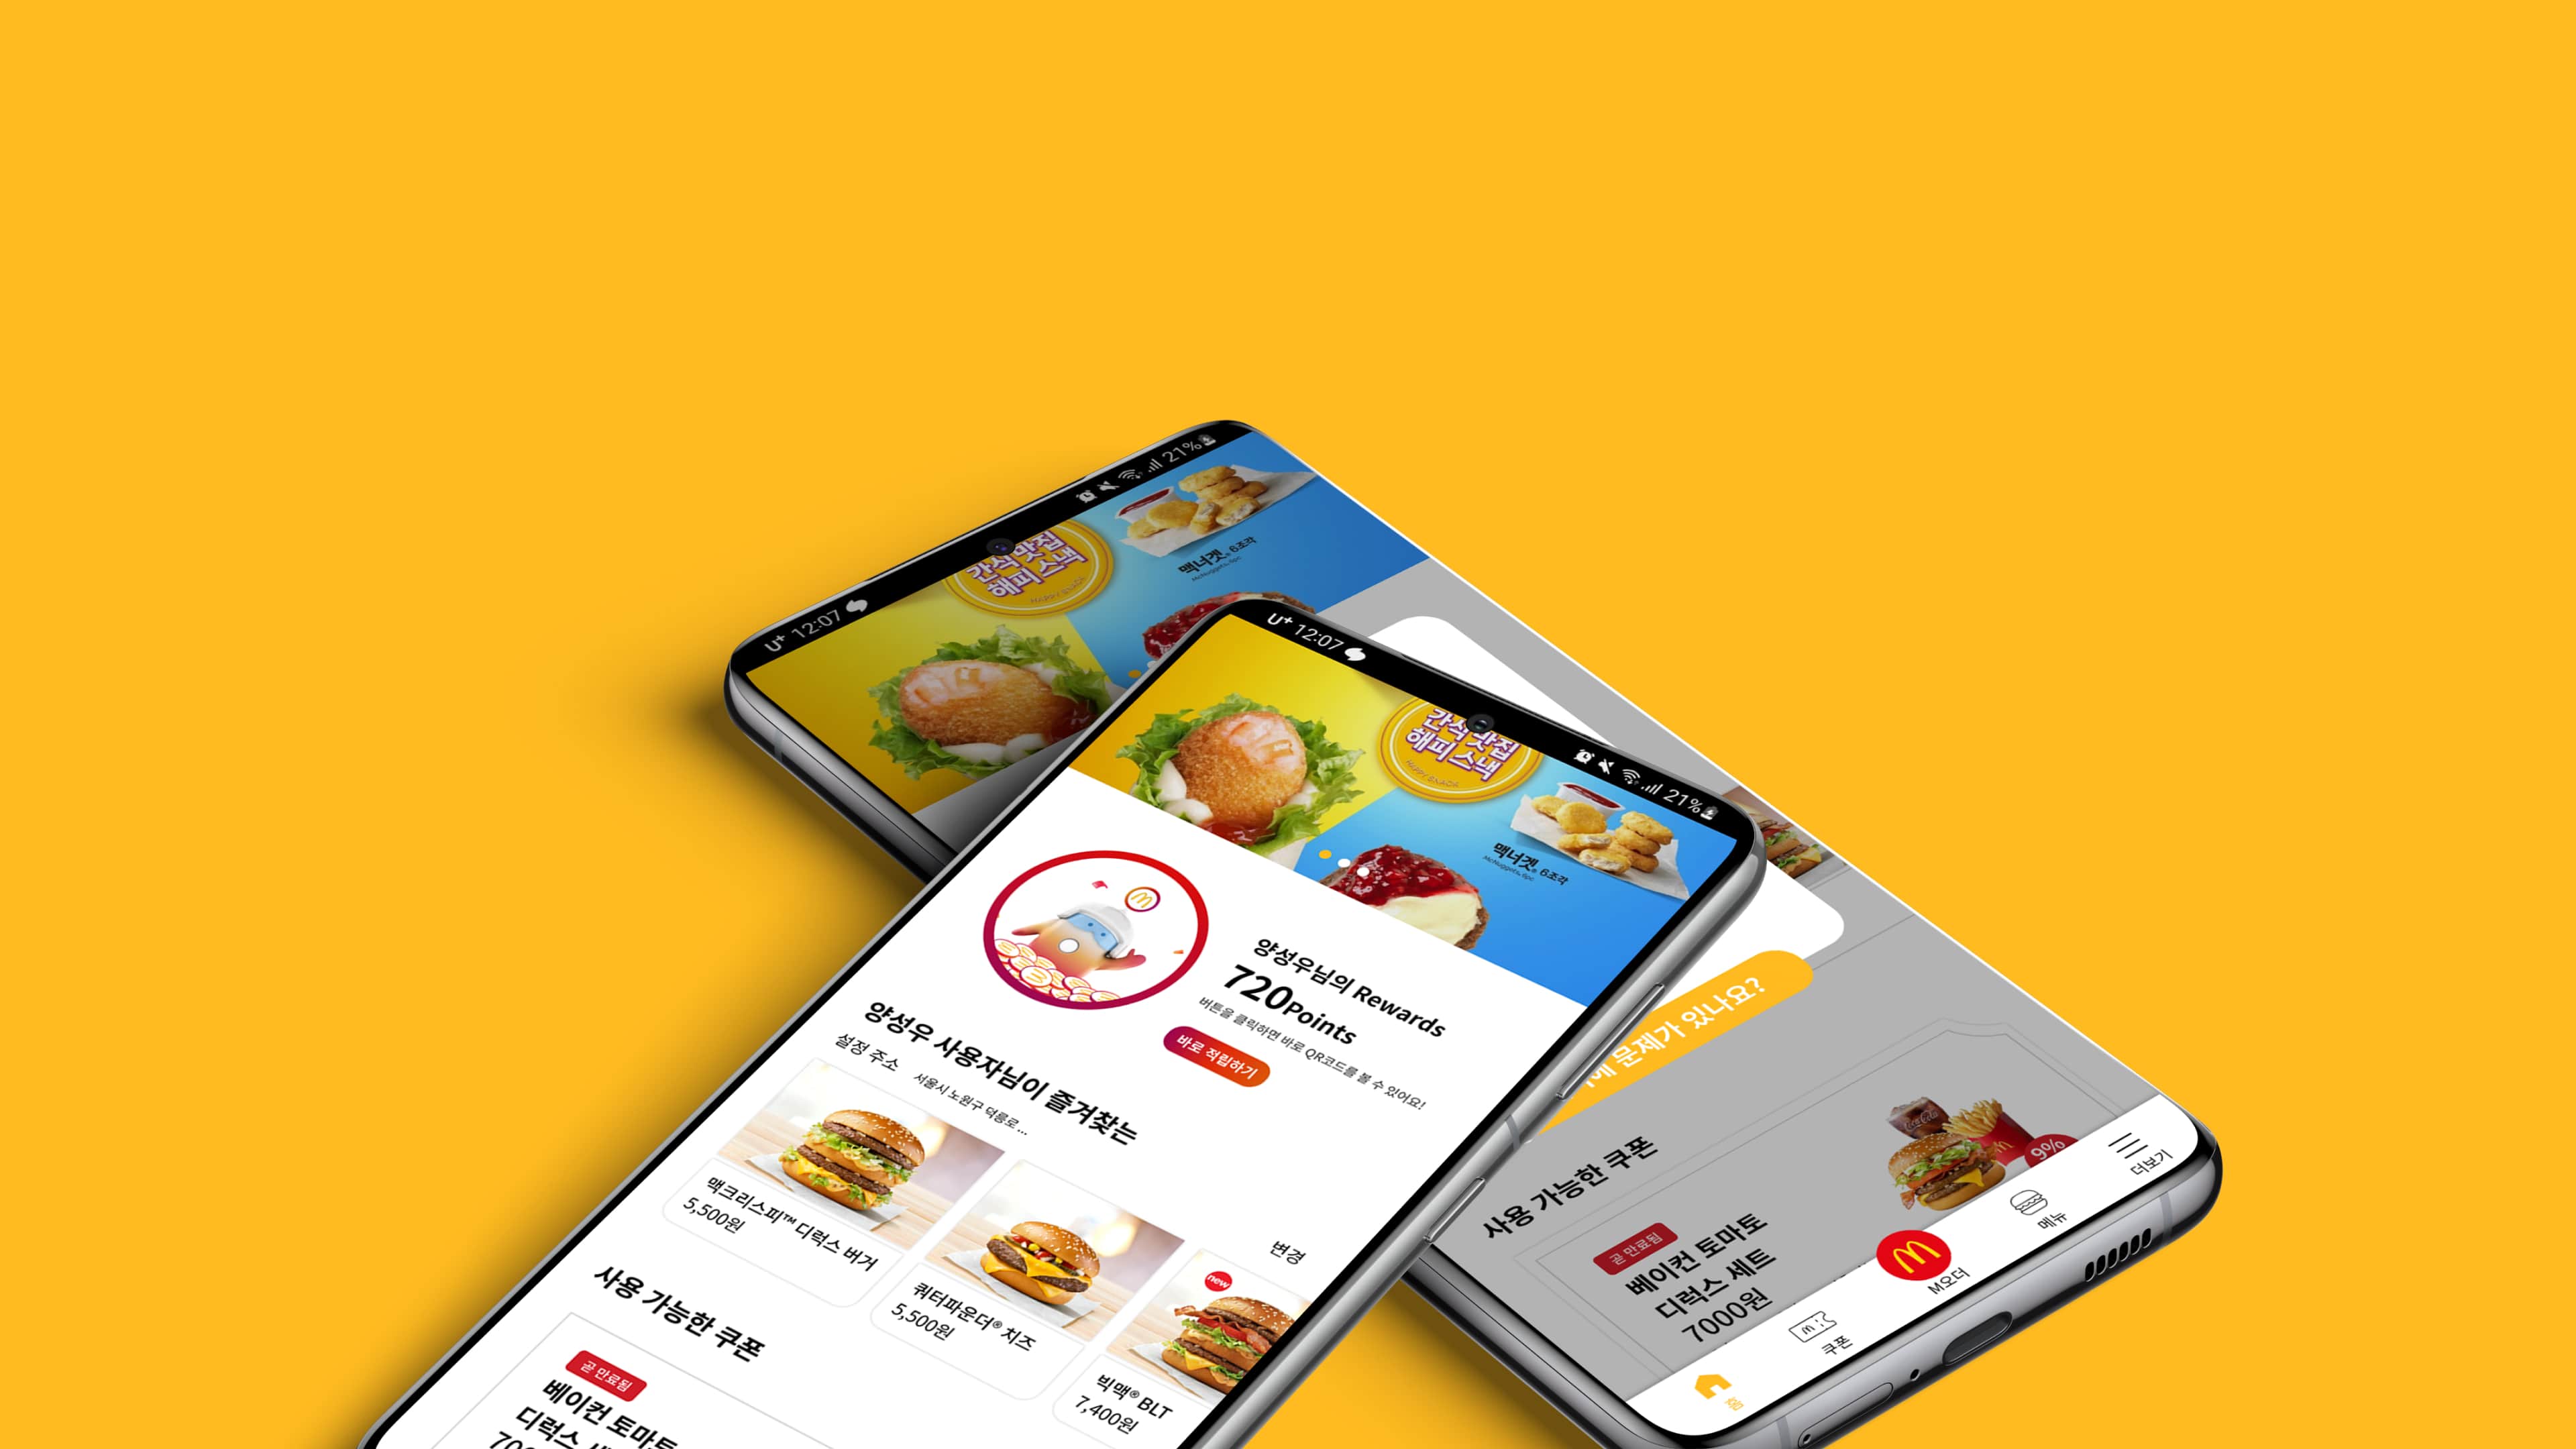 U+ 12:07
21%
간식 맛집
해피 스낵
HAPPY SNACK
맥너겟® 6조각
McNuggets 6pc
U+ 12:07
21%
간식 맛집
해피 스낵
HAPPY SNACK
맥너겟® 6조각
McNuggets 6pc
양성우님의 Rewards
720Points
버튼을 클릭하면 바로 QR코드를 볼 수 있어요!
바로 적립하기
양성우 사용자님이 즐겨찾는
설정 주소
서울시 노원구 덕릉로 ...
변경
맥크리스피™ 디럭스 버거
5,500원
쿼터파운더® 치즈
5,500원
new
빅맥® BLT
7,400원
사용 가능한 쿠폰
곧 만료됨
베이컨 토마토
디럭스
문제가 있나요?
사용 가능한 쿠폰
9%
곧 만료됨
베이컨 토마토
디럭스 세트
7000원
홈
쿠폰
M오더
메뉴
더보기